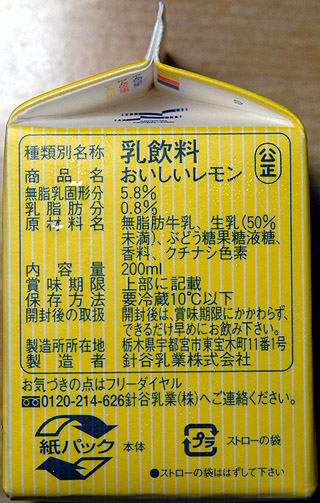 種類別名称 乳飲料 公正
商品名 おいしいレモン
無脂乳固形分 5.8%
乳脂肪分 0.8%
原材料名 無脂肪牛乳、生乳(50%
未満)、ぶどう糖果糖液糖、
香料、クチナシ色素
内容量 200ml
賞味期限 上部に記載
保存方法 要冷蔵10℃以下
開封後の取扱 開封後は、賞味期限にかかわらず、
できるだけ早めにお飲み下さい。
製造所所在地 栃木県宇都宮市東宝木町11番1号
製造者 針谷乳業株式会社
お気づきの点はフリーダイヤル
0120-214-626針谷乳業(株)へご連絡ください。
紙パック 本体 プラ ストローの袋
●ストローの袋ははずして下さい